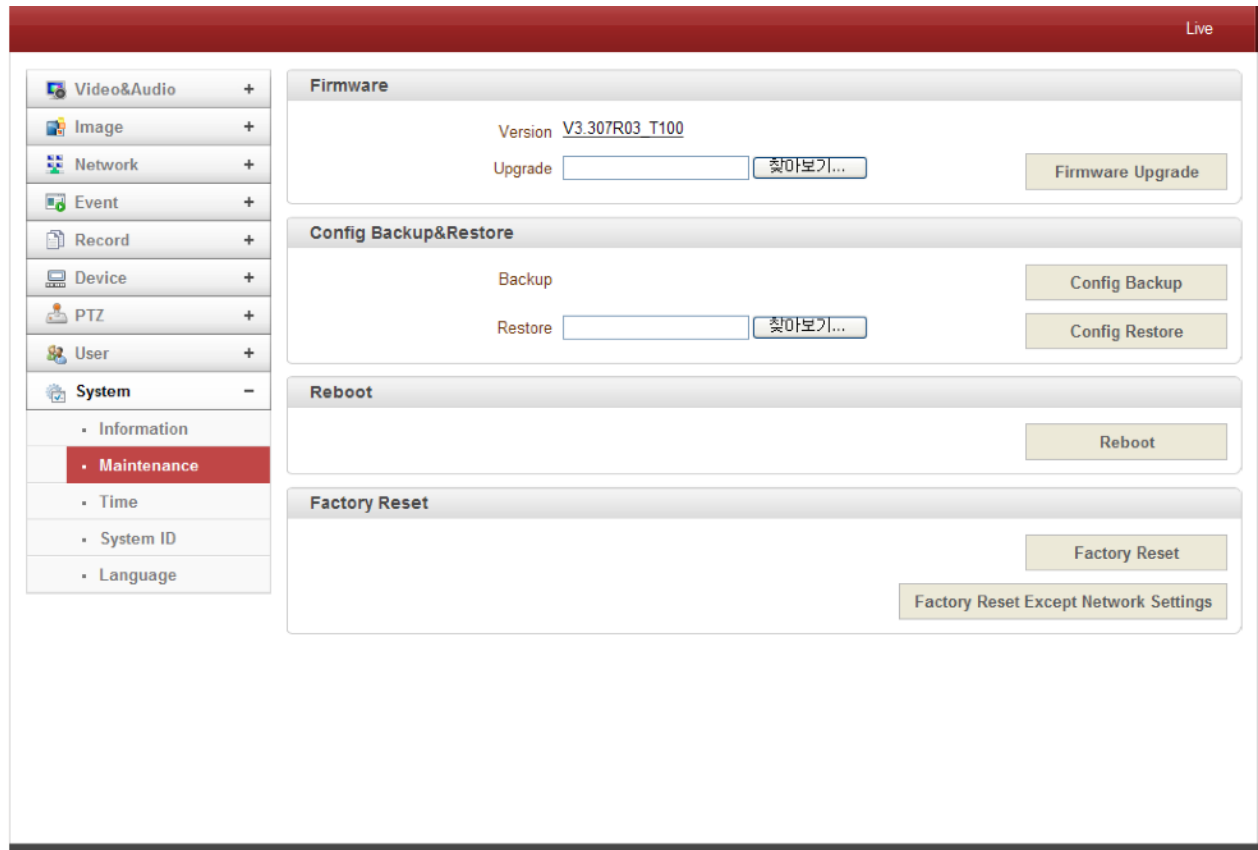 Live
Video&Audio +
Image +
Network +
Event +
Record +
Device +
PTZ +
User +
System −
Information
Maintenance
Time
System ID
Language
Firmware
Version V3.307R03_T100
Upgrade 찾아보기...
Firmware Upgrade
Config Backup&Restore
Backup
Config Backup
Restore 찾아보기...
Config Restore
Reboot
Reboot
Factory Reset
Factory Reset
Factory Reset Except Network Settings